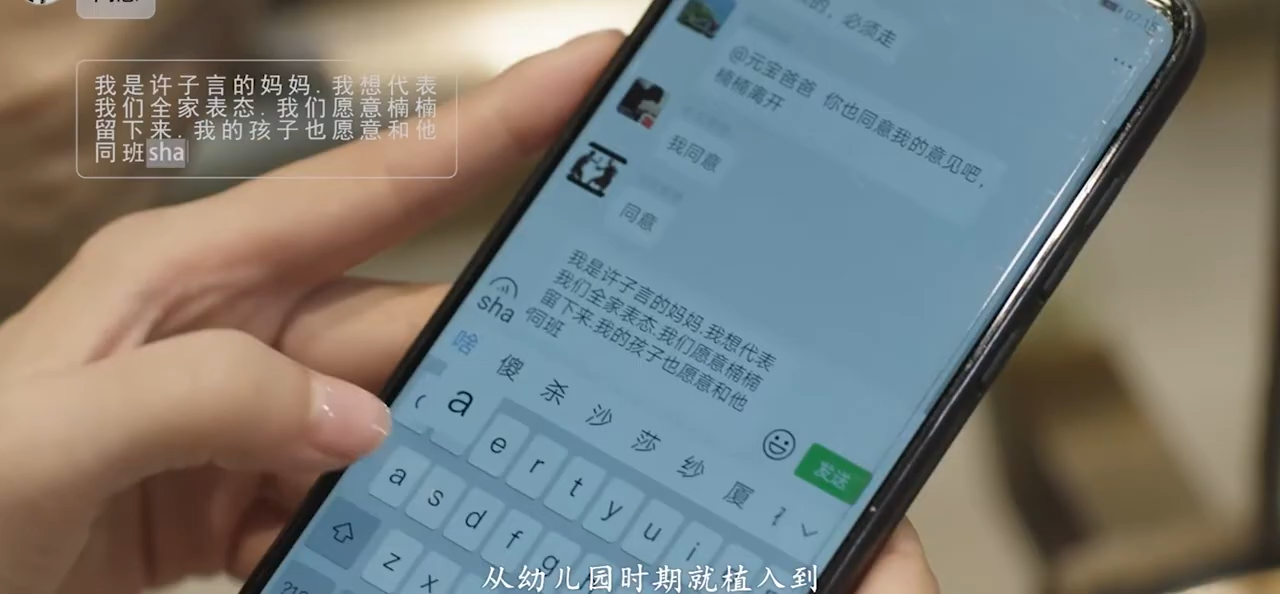 同意
我是许子言的妈妈.我想代表
我们全家表态.我们愿意楠楠
留下来.我的孩子也愿意和他
同班sha
07:15
的，必须走
@元宝爸爸 你也同意我的意见吧，
楠楠离开
我同意
同意
我是许子言的妈妈.我想代表
我们全家表态.我们愿意楠楠
留下来.我的孩子也愿意和他
同班
sha
啥 傻 杀 沙 莎 纱 厦
发送
a
e r t y u i
a s d f g
z x
?123
从幼儿园时期就植入到